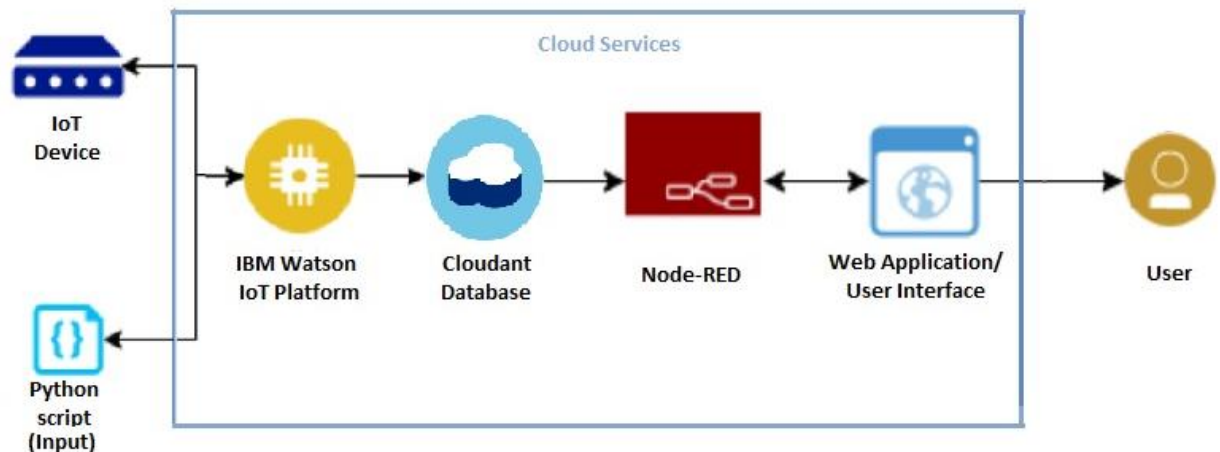 Cloud Services
IoT
Device
IBM Watson
IoT Platform
Cloudant
Database
Node-RED
Web Application/
User Interface
User
{}
Python
script
(Input)